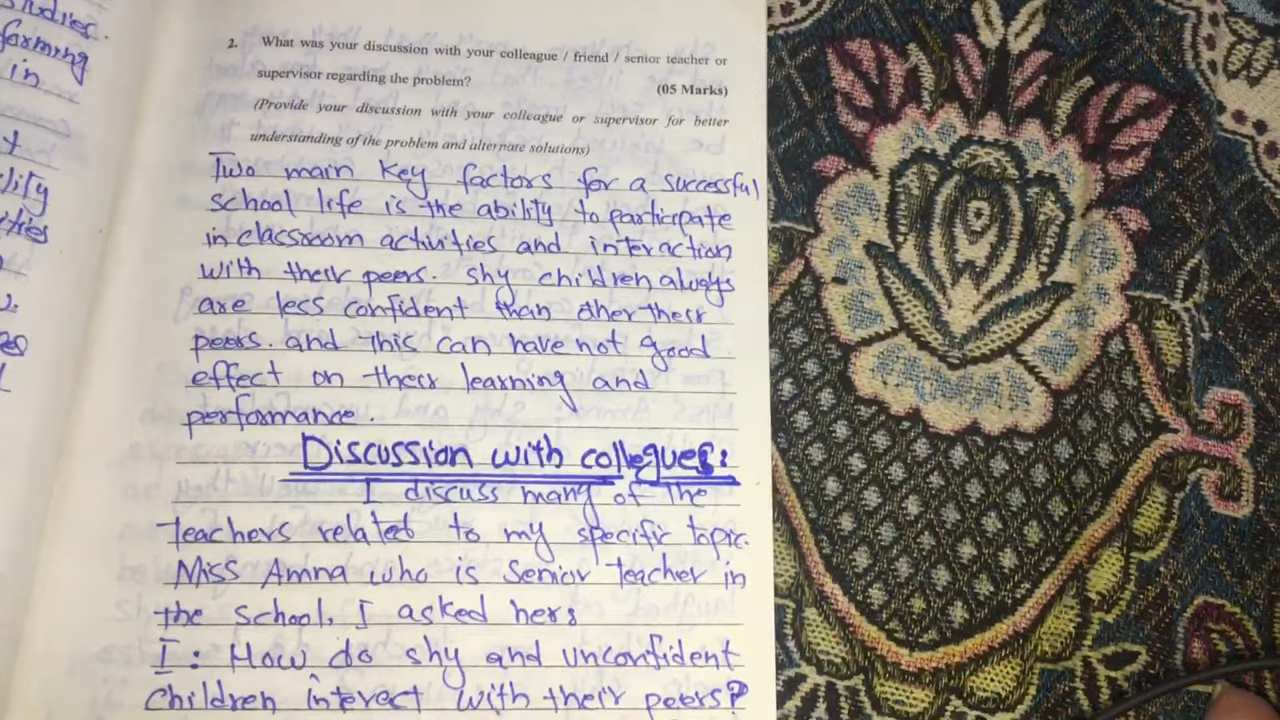 studies.
forming
in
2. What was your discussion with your colleague / friend / senior teacher or
supervisor regarding the problem?
(05 Marks)
(Provide your discussion with your colleague or supervisor for better
understanding of the problem and alternate solutions)
Two main key factors for a successful
school life is the ability to participate
in classroom activities and interaction
with their peers. shy children always
are less confident than other their
peers. and this can have not good
effect on their learning and
performance.
Discussion with collegues:
I discuss many of the
teachers related to my specific topic.
Miss Amna who is Senior teacher in
the school. I asked her:
I: How do shy and unconfident
children interect with their peers?